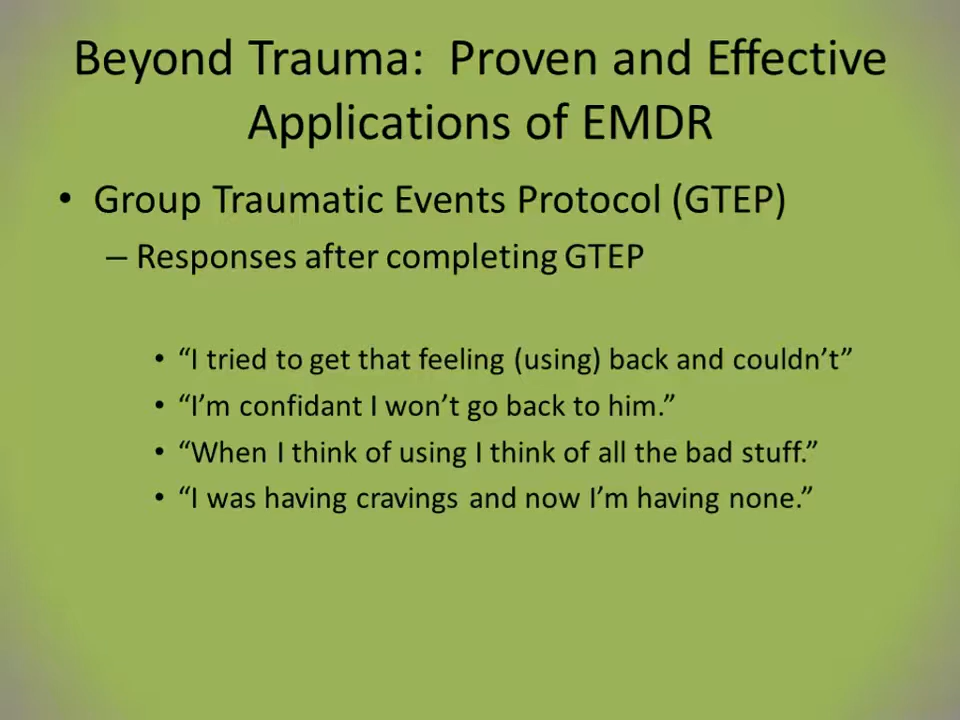 Beyond Trauma:  Proven and Effective
Applications of EMDR
• Group Traumatic Events Protocol (GTEP)
– Responses after completing GTEP
• “I tried to get that feeling (using) back and couldn’t”
• “I’m confidant I won’t go back to him.”
• “When I think of using I think of all the bad stuff.”
• “I was having cravings and now I’m having none.”